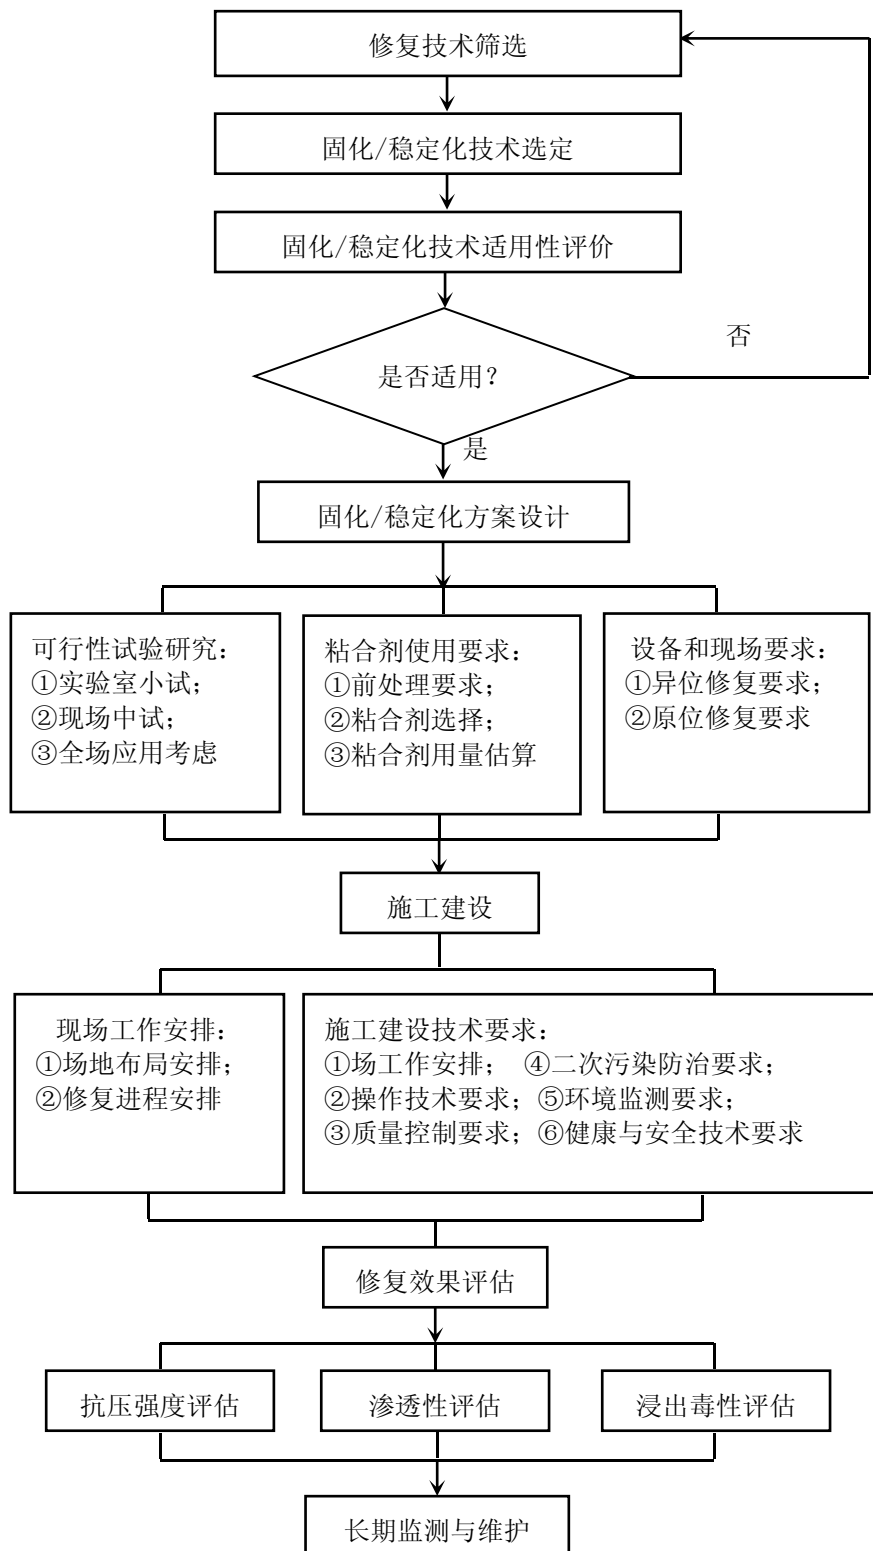 修复技术筛选
固化/稳定化技术选定
固化/稳定化技术适用性评价
否
是否适用？
是
固化/稳定化方案设计
可行性试验研究：
①实验室小试；
②现场中试；
③全场应用考虑
粘合剂使用要求：
①前处理要求；
②粘合剂选择；
③粘合剂用量估算
设备和现场要求：
①异位修复要求；
②原位修复要求
施工建设
现场工作安排：
①场地布局安排；
②修复进程安排
施工建设技术要求：
①场工作安排； ④二次污染防治要求；
②操作技术要求；⑤环境监测要求；
③质量控制要求；⑥健康与安全技术要求
修复效果评估
抗压强度评估
渗透性评估
浸出毒性评估
长期监测与维护